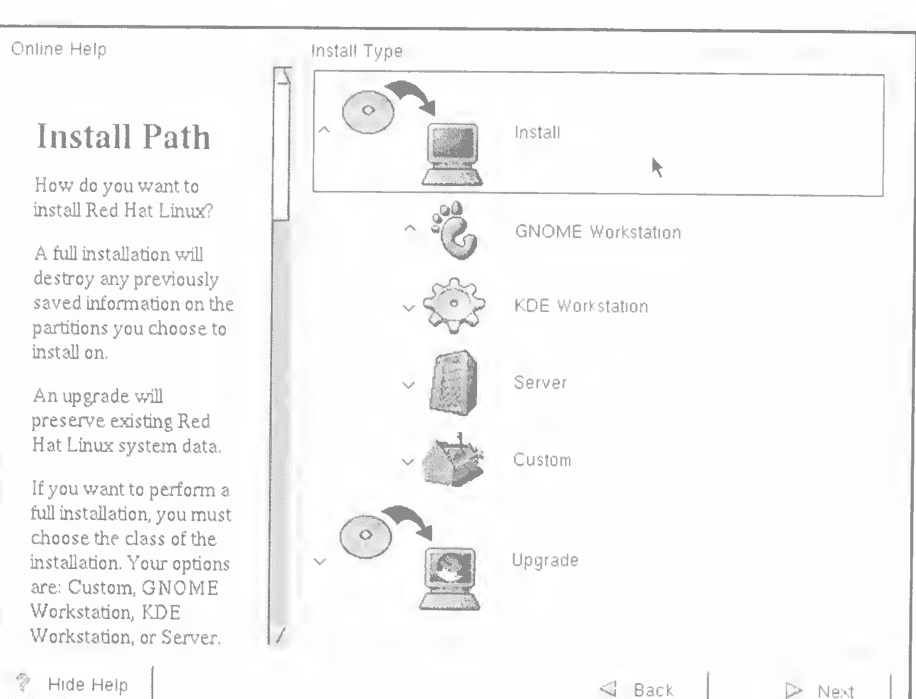 Online Help
Install Path
How do you want to
install Red Hat Linux?
A full installation will
destroy any previously
saved information on the
partitions you choose to
install on.
An upgrade will
preserve existing Red
Hat Linux system data.
If you want to perform a
full installation, you must
choose the class of the
installation. Your options
are: Custom, GNOME
Workstation, KDE
Workstation, or Server.
Hide Help
Install Type
Install
GNOME Workstation
KDE Workstation
Server
Custom
Upgrade
Back
Next